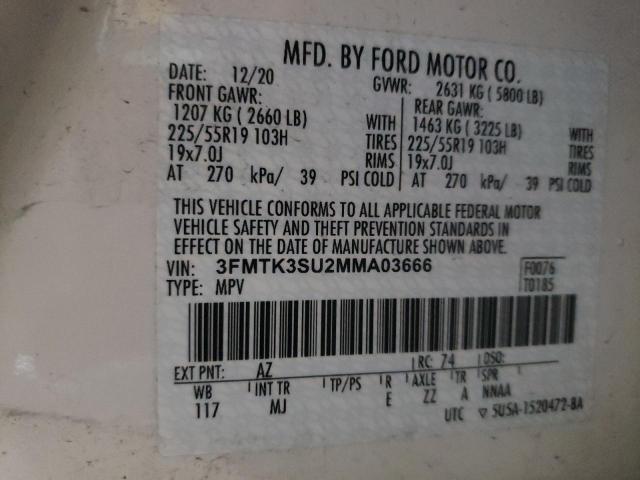 MFD. BY FORD MOTOR CO.
DATE: 12/20 GVWR: 2631 KG ( 5800 LB)
FRONT GAWR: REAR GAWR:
1207 KG ( 2660 LB) WITH 1463 KG ( 3225 LB) WITH
225/55R19 103H TIRES 225/55R19 103H TIRES
19x7.0J RIMS 19x7.0J RIMS
AT 270 kPa/ 39 PSI COLD AT 270 kPa/ 39 PSI COLD
THIS VEHICLE CONFORMS TO ALL APPLICABLE FEDERAL MOTOR
VEHICLE SAFETY AND THEFT PREVENTION STANDARDS IN
EFFECT ON THE DATE OF MANUFACTURE SHOWN ABOVE.
VIN: 3FMTK3SU2MMA03666 F0076
TYPE: MPV T0185
EXT PNT: AZ RC: 74 DSO:
WB INT TR TP/PS R AXLE TR SPR
117 MJ E ZZ A NNAA
UTC ▽ 5USA-1520472-BA